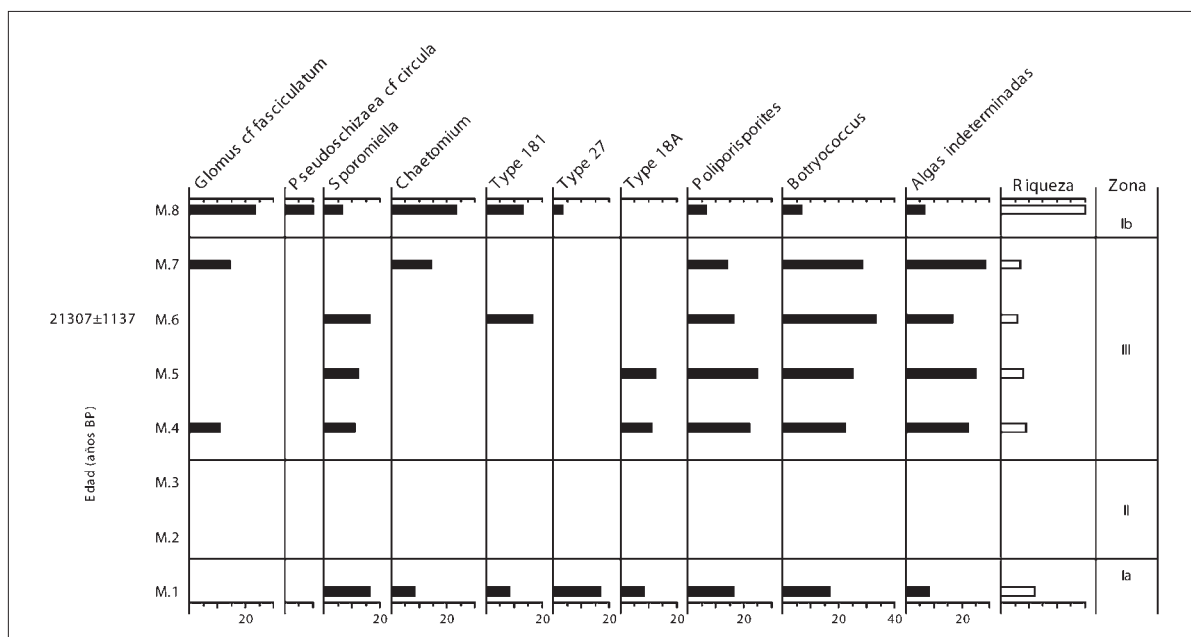 Glomus cf fasciculatum
Pseudoschizaea cf circula
Sporomiella
Chaetomium
Type 181
Type 27
Type 18A
Poliporisporites
Botryococcus
Algas indeterminadas
Riqueza
Zona
M.8
Ib
M.7
21307±1137
M.6
III
M.5
M.4
Edad (años BP)
M.3
II
M.2
Ia
M.1
20 20 20 20 20 20 20 20 40 20